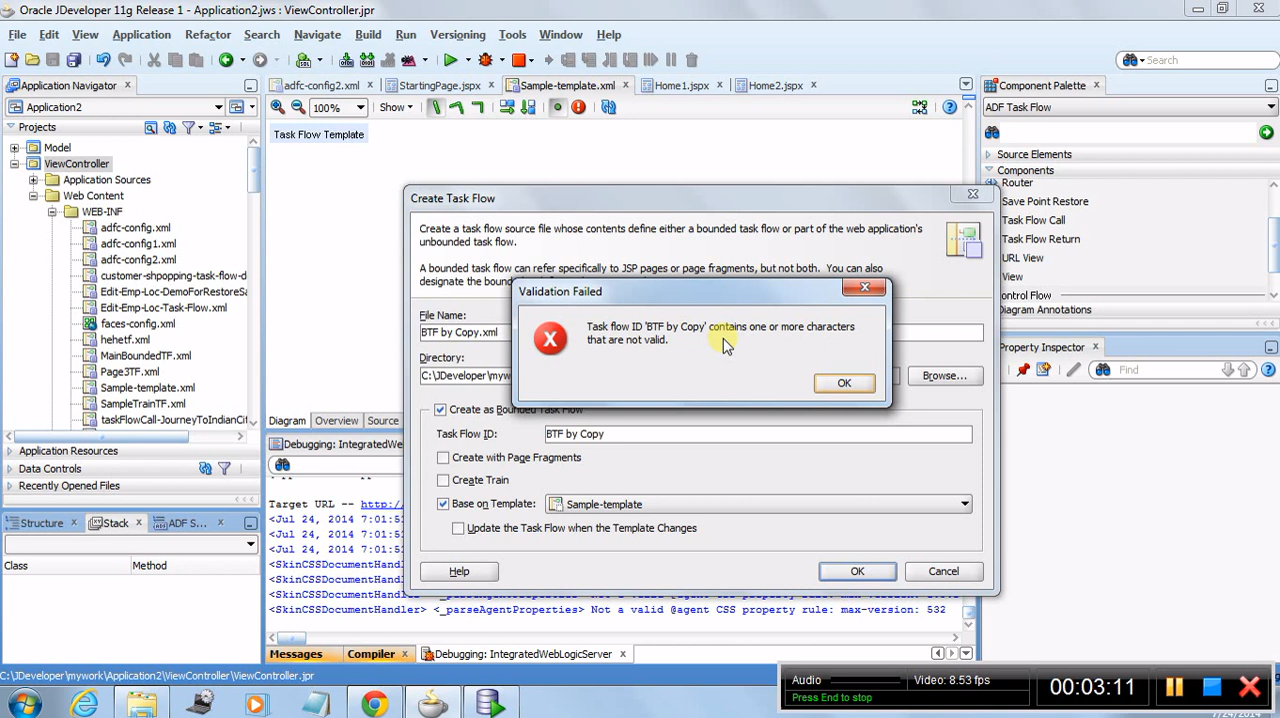 Oracle JDeveloper 11g Release 1 - Application2.jws : ViewController.jpr
File Edit View Application Refactor Search Navigate Build Run Versioning Tools Window Help
Search
Application Navigator
adfc-config2.xml StartingPage.jspx Sample-template.xml Home1.jspx Home2.jspx
Component Palette
Application2
100% Show
ADF Task Flow
Projects
Task Flow Template
Model
ViewController
Application Sources
Web Content
WEB-INF
adfc-config.xml
adfc-config1.xml
adfc-config2.xml
customer-shpopping-task-flow-d
Edit-Emp-Loc-DemoForRestoreSa
Edit-Emp-Loc-Task-Flow.xml
faces-config.xml
hehetf.xml
MainBoundedTF.xml
Page3TF.xml
Sample-template.xml
SampleTrainTF.xml
taskFlowCall-JourneyToIndianCit
Source Elements
Components
Router
Save Point Restore
Task Flow Call
Task Flow Return
URL View
View
Control Flow
Diagram Annotations
Property Inspector
Find
Create Task Flow
Create a task flow source file whose contents define either a bounded task flow or part of the web application's
unbounded task flow.
A bounded task flow can refer specifically to JSP pages or page fragments, but not both. You can also
designate the bound
File Name:
BTF by Copy.xml
Directory:
C:\JDeveloper\myw
Browse...
Create as Bounded Task Flow
Task Flow ID: BTF by Copy
Create with Page Fragments
Create Train
Base on Template: Sample-template
Update the Task Flow when the Template Changes
Help OK Cancel
Validation Failed
Task flow ID 'BTF by Copy' contains one or more characters
that are not valid.
OK
Diagram Overview Source
Application Resources
Data Controls
Recently Opened Files
Debugging: IntegratedWe
Target URL -- http://
<Jul 24, 2014 7:01:51
<Jul 24, 2014 7:01:51
<Jul 24, 2014 7:01:51
<SkinCSSDocumentHandl
<SkinCSSDocumentHandl
<SkinCSSDocumentHandler> <_parseAgentProperties> Not a valid @agent CSS property rule: max-version: 532
Structure Stack ADF S...
Class Method
Messages Compiler Debugging: IntegratedWebLogicServer
C:\JDeveloper\mywork\Application2\ViewController\ViewController.jpr
Audio
Press End to stop
Video: 8.53 fps
00:03:11